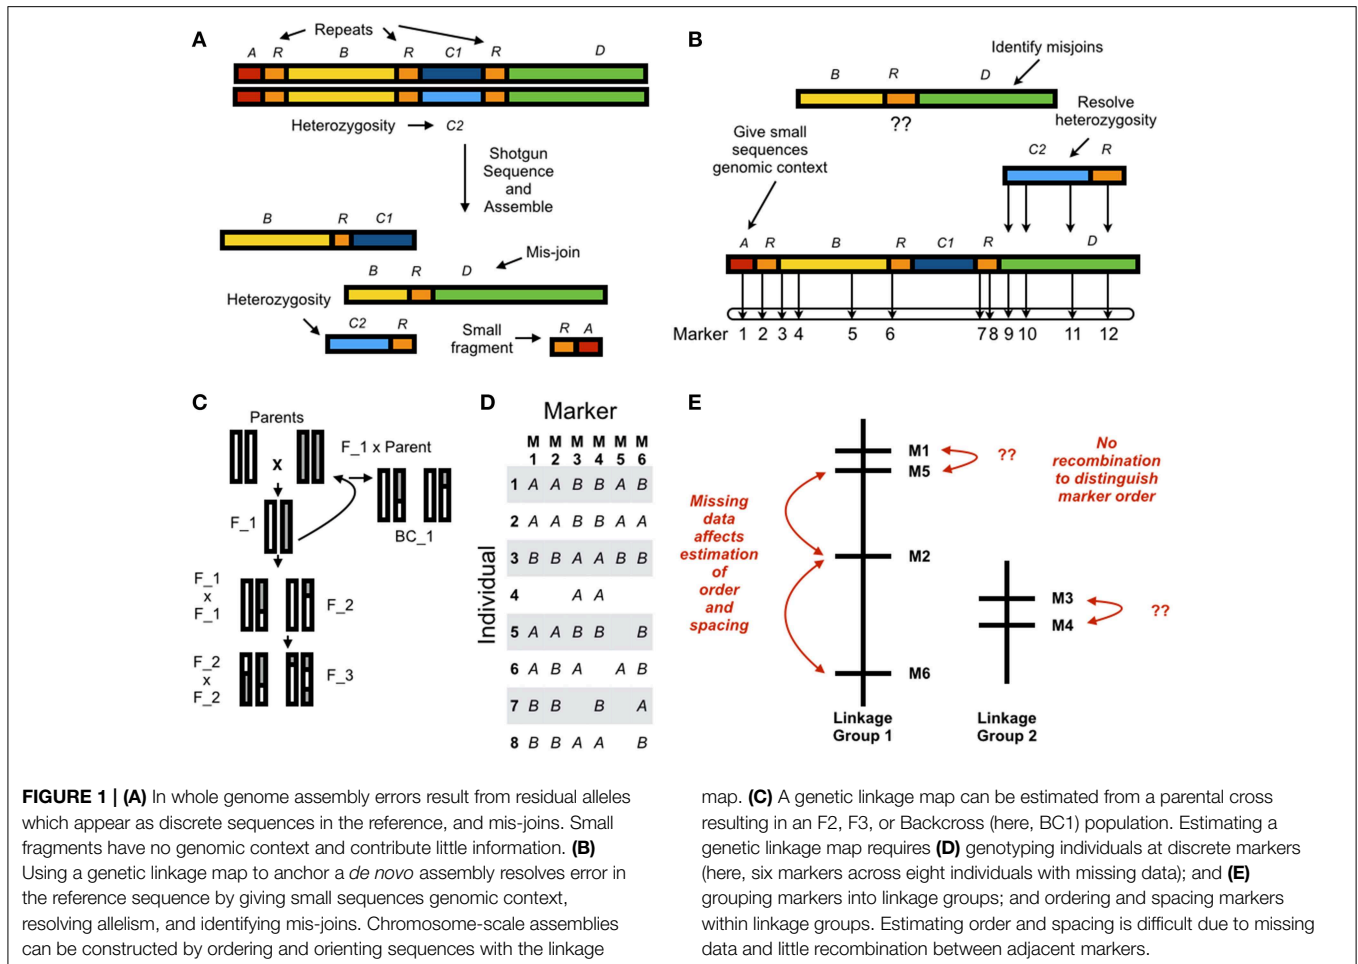 A
Repeats
A R B R C1 R D
Heterozygosity C2
Shotgun
Sequence
and
Assemble
B R C1
Mis-join
B R D
Heterozygosity
C2 R
Small
fragment
R A
B
Identify misjoins
B R D
??
Resolve
heterozygosity
Give small
sequences
genomic context
C2 R
A R B R C1 R D
Marker 1 2 3 4 5 6 7 8 9 10 11 12
C
Parents
x
F_1 x Parent
F_1
BC_1
F_1
x
F_1
F_2
F_2
x
F_2
F_3
D
Marker
M M M M M M
1 2 3 4 5 6
Individual
1 A A B B A B
2 A A B B A A
3 B B A A B B
4 A A
5 A A B B B
6 A B A A B
7 B B B A
8 B B A A B
E
M1
M5
??
No
recombination
to distinguish
marker order
Missing
data
affects
estimation
of
order
and
spacing
M2
M3
M4
??
M6
Linkage
Group 1
Linkage
Group 2
FIGURE 1 | (A) In whole genome assembly errors result from residual alleles
which appear as discrete sequences in the reference, and mis-joins. Small
fragments have no genomic context and contribute little information. (B)
Using a genetic linkage map to anchor a de novo assembly resolves error in
the reference sequence by giving small sequences genomic context,
resolving allelism, and identifying mis-joins. Chromosome-scale assemblies
can be constructed by ordering and orienting sequences with the linkage
map. (C) A genetic linkage map can be estimated from a parental cross
resulting in an F2, F3, or Backcross (here, BC1) population. Estimating a
genetic linkage map requires (D) genotyping individuals at discrete markers
(here, six markers across eight individuals with missing data); and (E)
grouping markers into linkage groups; and ordering and spacing markers
within linkage groups. Estimating order and spacing is difficult due to missing
data and little recombination between adjacent markers.